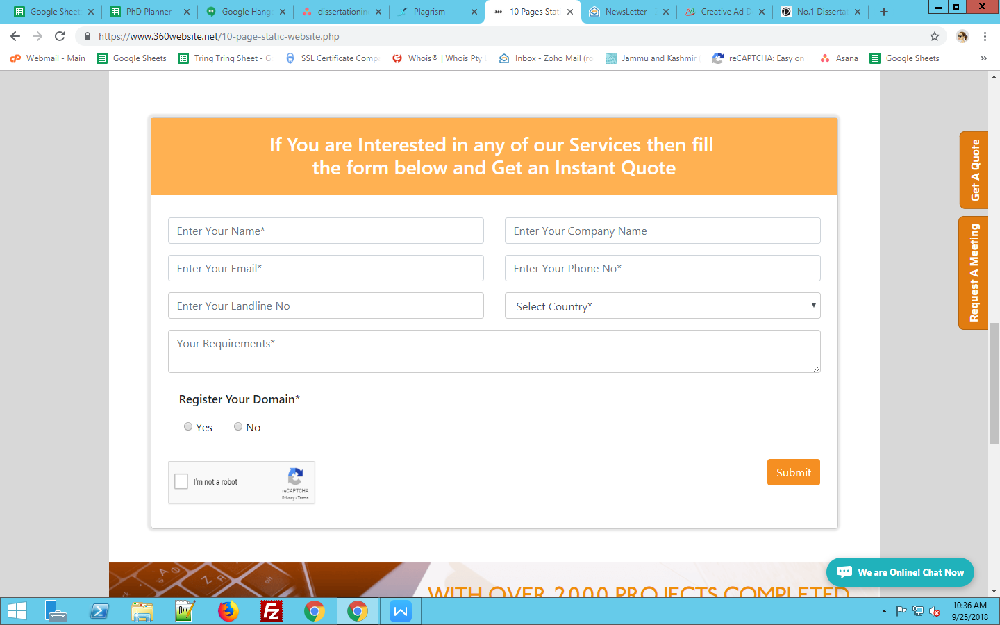 Google Sheet
PhD Planner -
Google Hang
dissertationin
Plagrism
10 Pages Stat
NewsLetter -
Creative Ad D
No.1 Disserta
https://www.360website.net/10-page-static-website.php
Webmail - Main
Google Sheets
Tring Tring Sheet - G
SSL Certificate Comp
Whois® | Whois Pty
Inbox - Zoho Mail (ro
Jammu and Kashmir
reCAPTCHA: Easy on
Asana
Google Sheets
If You are Interested in any of our Services then fill
the form below and Get an Instant Quote
Enter Your Name*
Enter Your Company Name
Enter Your Email*
Enter Your Phone No*
Enter Your Landline No
Select Country*
Your Requirements*
Register Your Domain*
Yes
No
I'm not a robot
reCAPTCHA
Privacy - Terms
Submit
Get A Quote
Request A Meeting
We are Online! Chat Now
WITH OVER 2000 PROJECTS COMPLETED
10:36 AM
9/25/2018